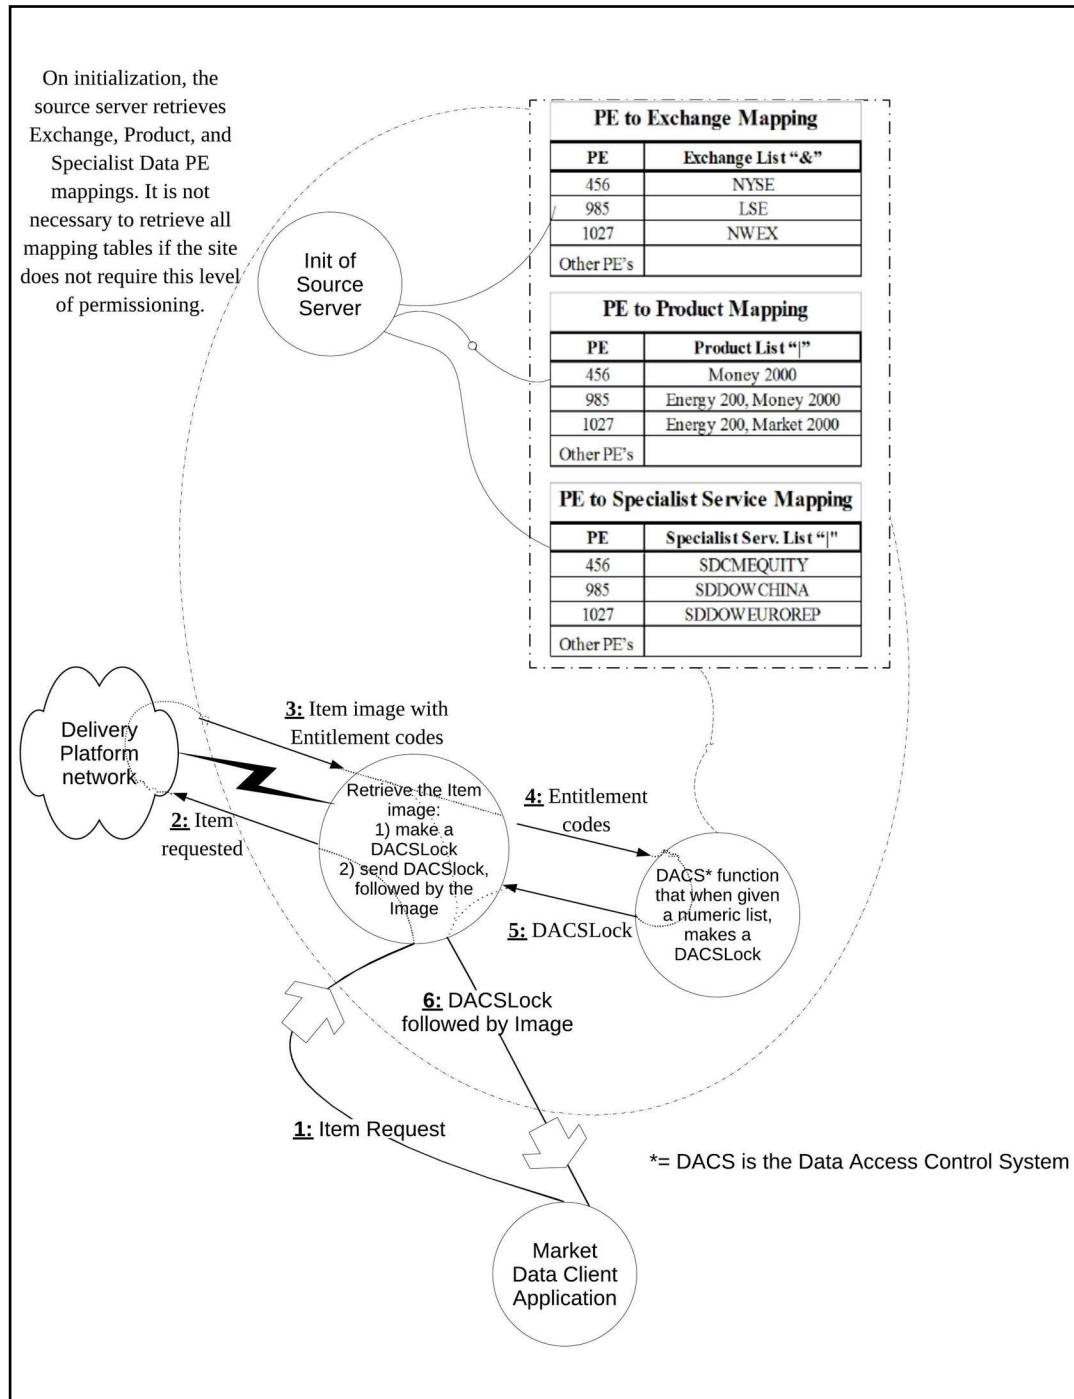 On initialization, the
source server retrieves
Exchange, Product, and
Specialist Data PE
mappings. It is not
necessary to retrieve all
mapping tables if the site
does not require this level
of permissioning.
Init of
Source
Server
PE to Exchange Mapping
PE Exchange List “&”
456 NYSE
985 LSE
1027 NWEX
Other PE’s
PE to Product Mapping
PE Product List “|”
456 Money 2000
985 Energy 200, Money 2000
1027 Energy 200, Market 2000
Other PE’s
PE to Specialist Service Mapping
PE Specialist Serv. List “|"
456 SDCMEQUITY
985 SDDOWCHINA
1027 SDDOWEUROREP
Other PE’s
Delivery
Platform
network
3: Item image with
Entitlement codes
2: Item
requested
Retrieve the Item
image:
1) make a
DACSLock
2) send DACSlock,
followed by the
Image
4: Entitlement
codes
5: DACSLock
DACS* function
that when given
a numeric list,
makes a
DACSLock
6: DACSLock
followed by Image
1: Item Request
*= DACS is the Data Access Control System
Market
Data Client
Application